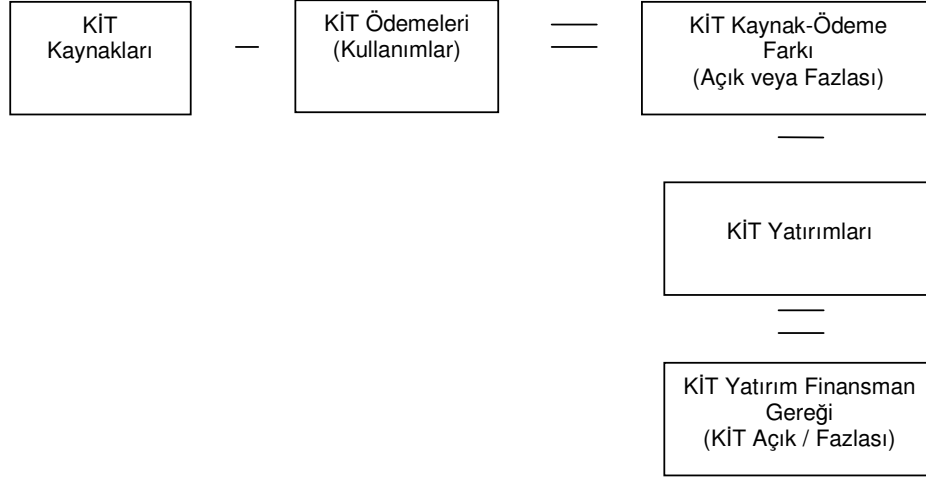 KİT
Kaynakları
–
KİT Ödemeleri
(Kullanımlar)
=
KİT Kaynak-Ödeme
Farkı
(Açık veya Fazlası)
–
KİT Yatırımları
=
KİT Yatırım Finansman
Gereği
(KİT Açık / Fazlası)